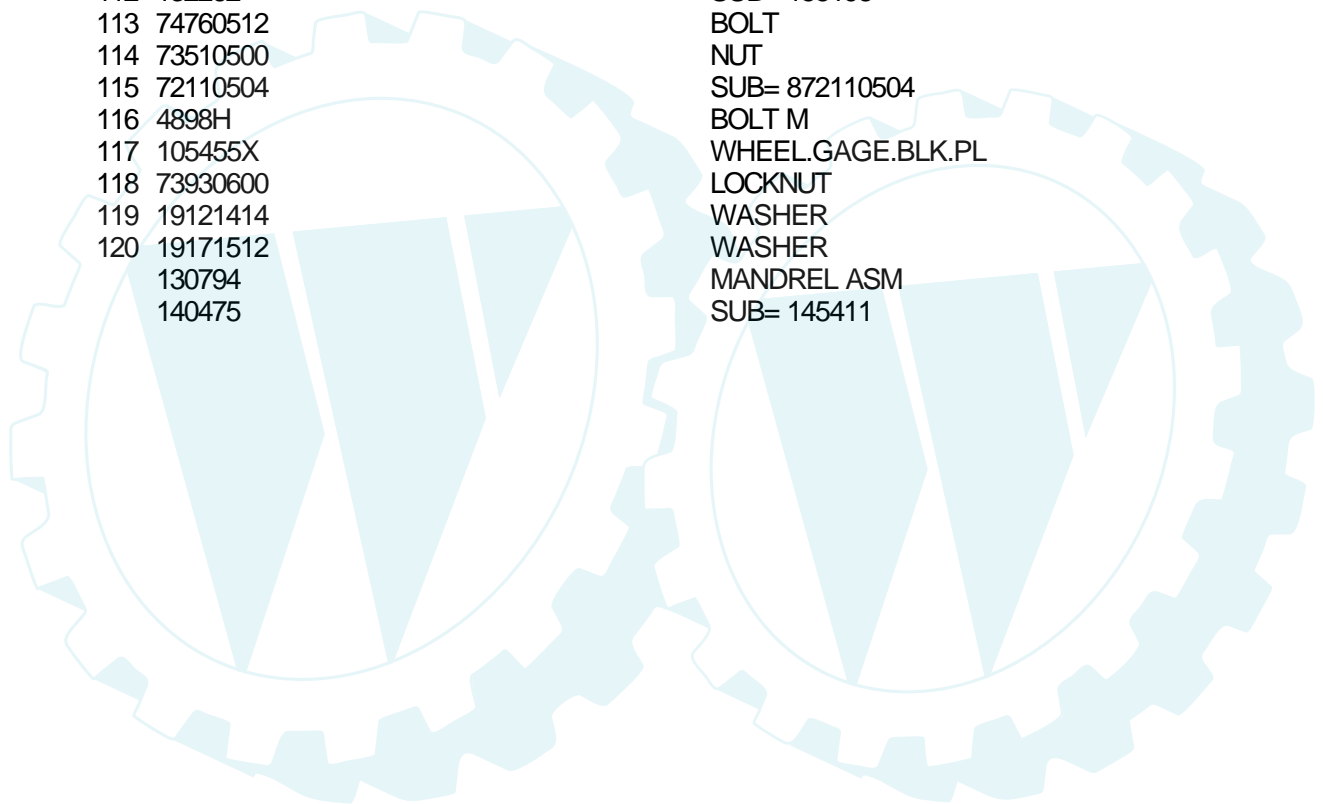 113 74760512 BOLT
114 73510500 NUT
115 72110504 SUB= 872110504
116 4898H BOLT M
117 105455X WHEEL.GAGE.BLK.PL
118 73930600 LOCKNUT
119 19121414 WASHER
120 19171512 WASHER
130794 MANDREL ASM
140475 SUB= 145411